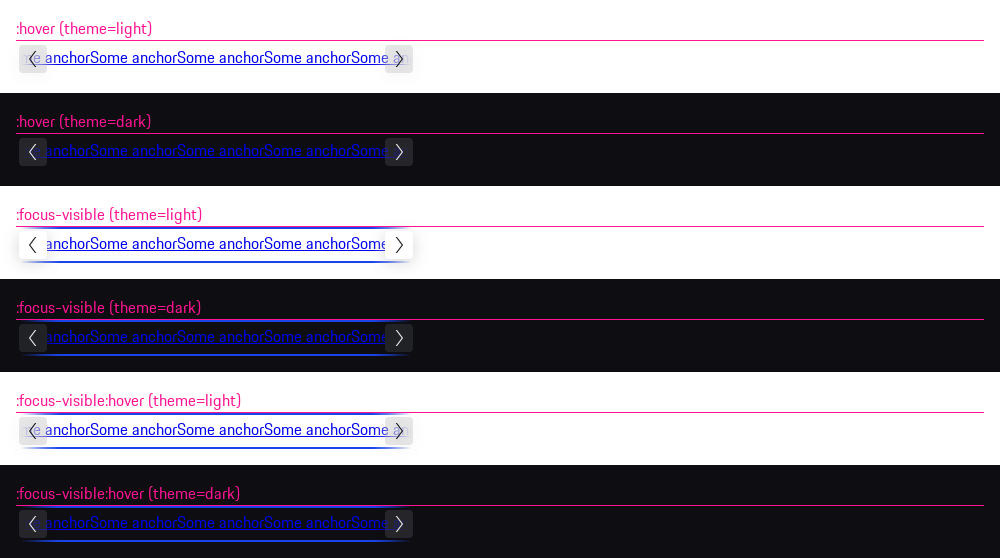 :hover (theme=light)
me anchorSome anchorSome anchorSome anchorSome an
:hover (theme=dark)
anchorSome anchorSome anchorSome anchorSome
:focus-visible (theme=light)
anchorSome anchorSome anchorSome anchorSome
:focus-visible (theme=dark)
anchorSome anchorSome anchorSome anchorSome
:focus-visible:hover (theme=light)
me anchorSome anchorSome anchorSome anchorSome an
:focus-visible:hover (theme=dark)
anchorSome anchorSome anchorSome anchorSome